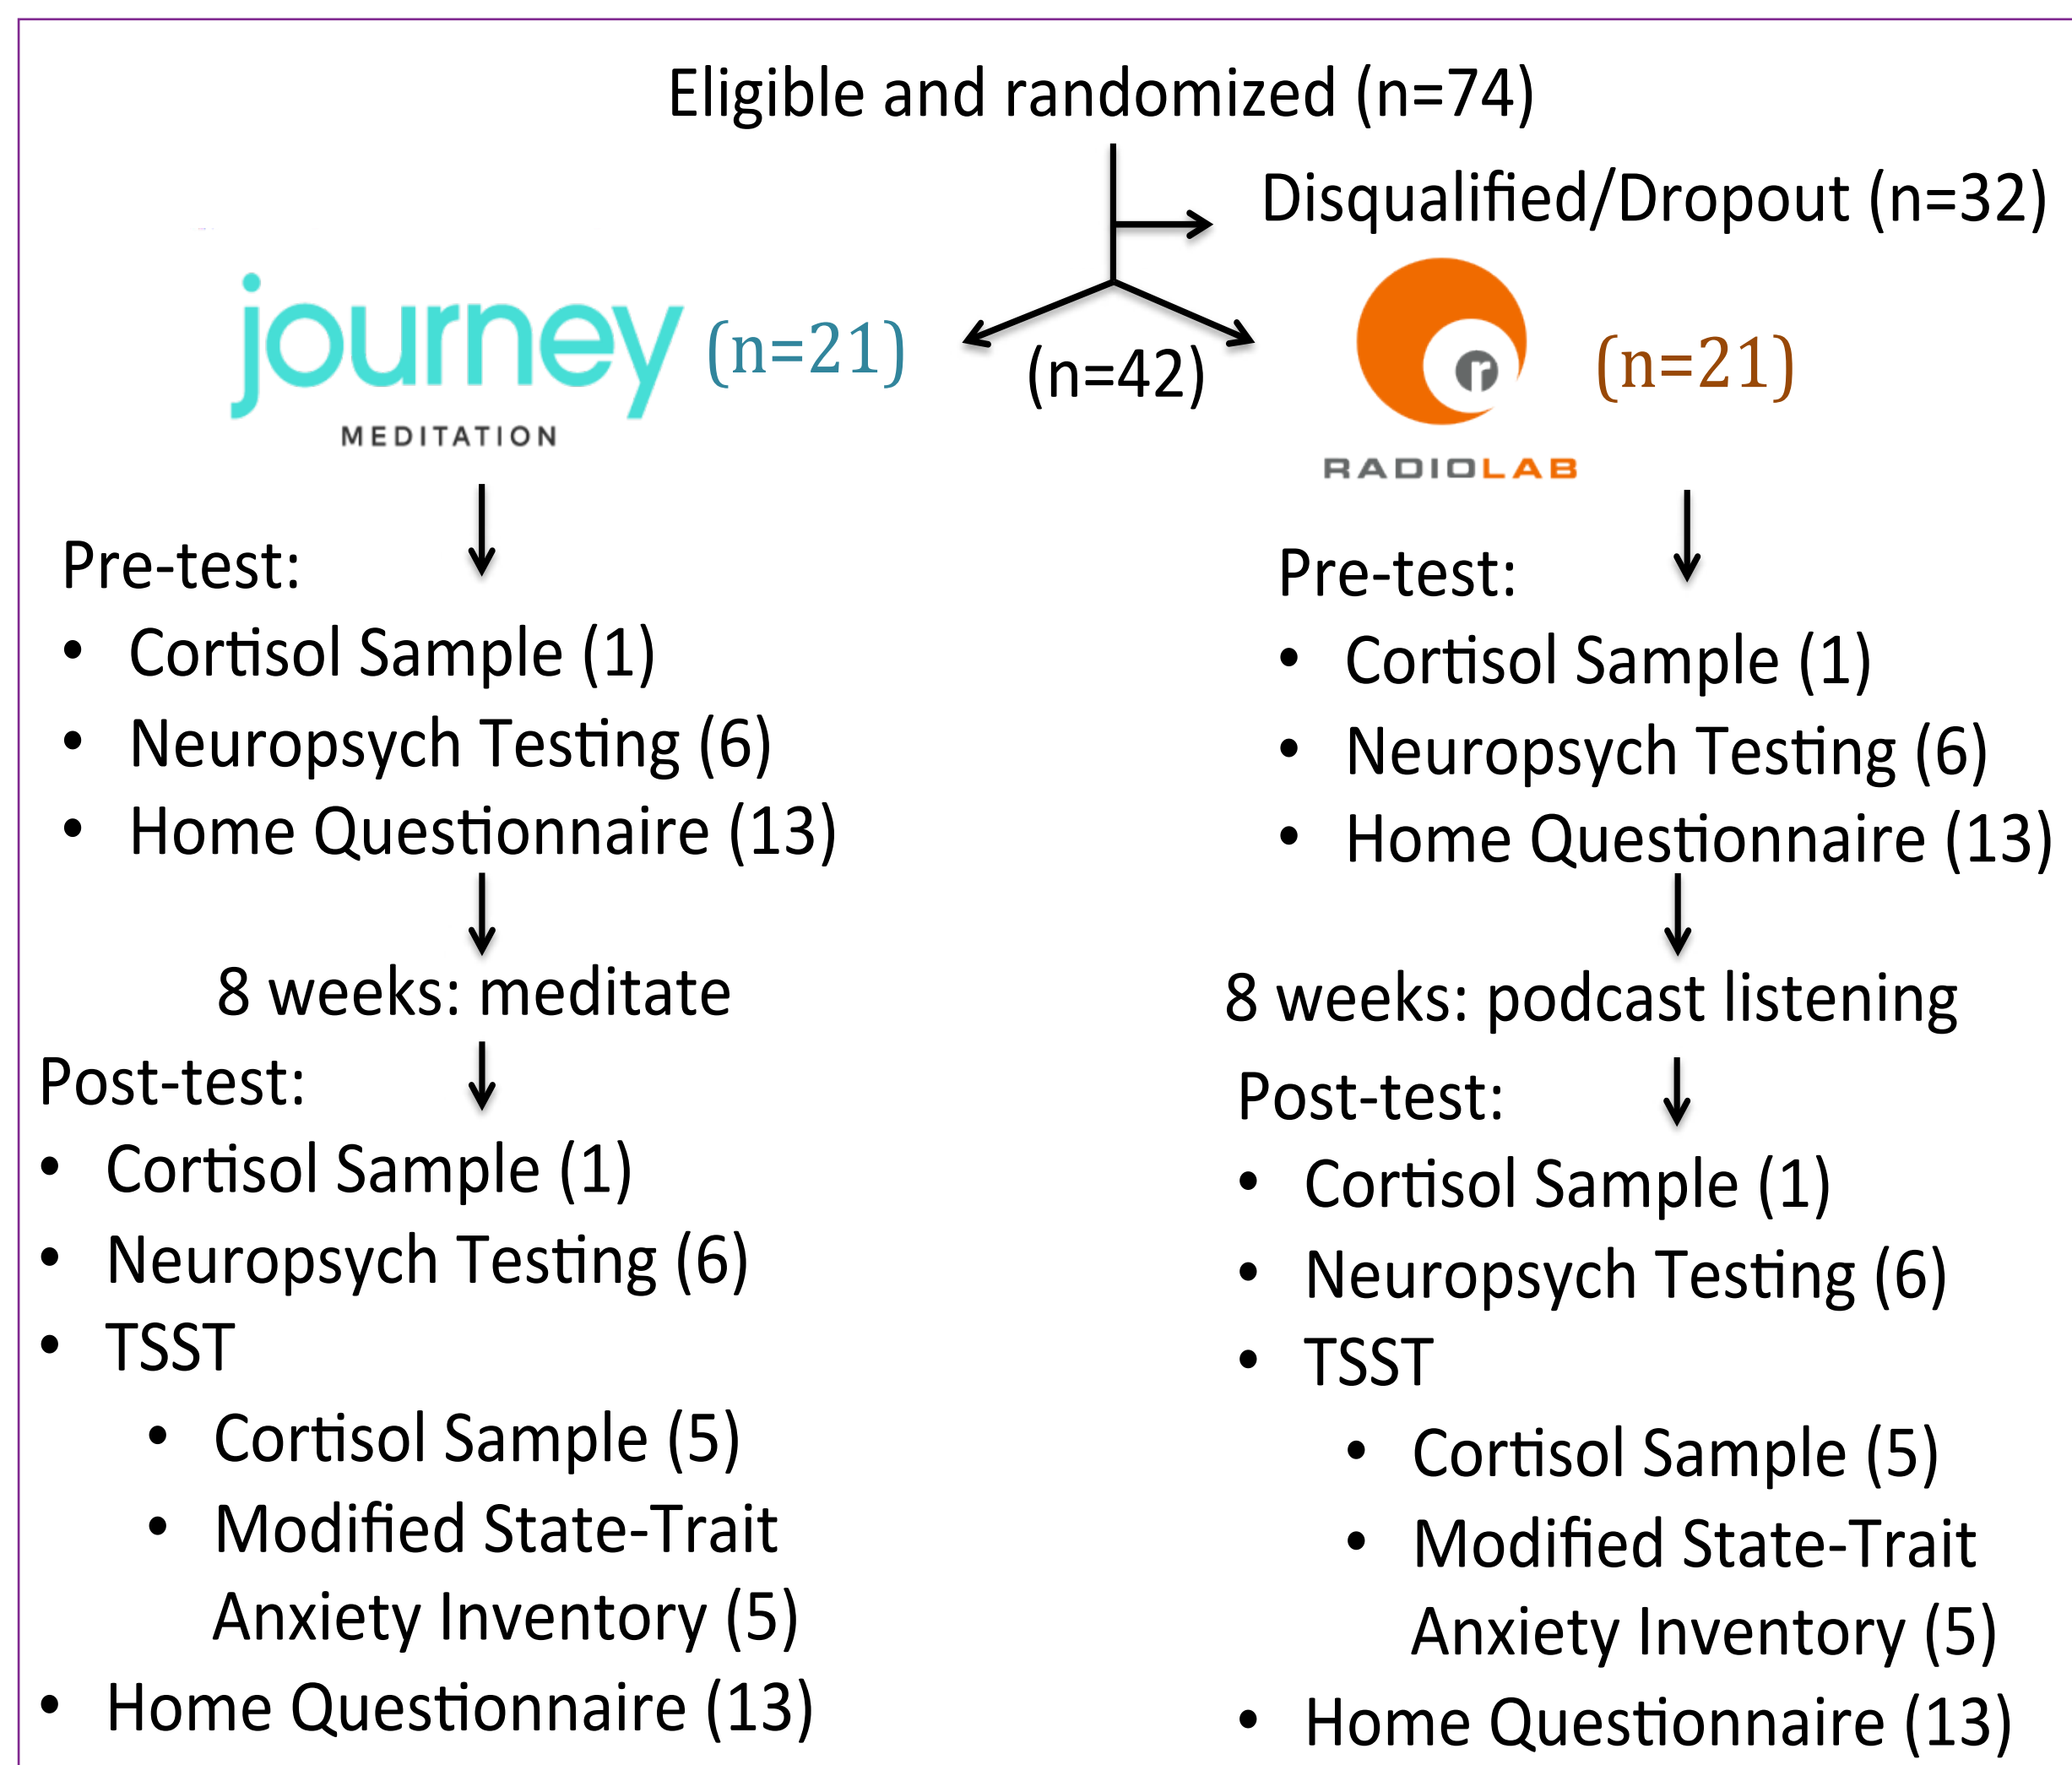 Eligible and randomized (n=74)
Disqualified/Dropout (n=32)
journey
MEDITATION
(n=21)
(n=42)
r
RADIOLAB
(n=21)
Pre-test:
• Cortisol Sample (1)
• Neuropsych Testing (6)
• Home Questionnaire (13)
8 weeks: meditate
Post-test:
• Cortisol Sample (1)
• Neuropsych Testing (6)
• TSST
• Cortisol Sample (5)
• Modified State-Trait
Anxiety Inventory (5)
• Home Questionnaire (13)
Pre-test:
• Cortisol Sample (1)
• Neuropsych Testing (6)
• Home Questionnaire (13)
8 weeks: podcast listening
Post-test:
• Cortisol Sample (1)
• Neuropsych Testing (6)
• TSST
• Cortisol Sample (5)
• Modified State-Trait
Anxiety Inventory (5)
• Home Questionnaire (13)